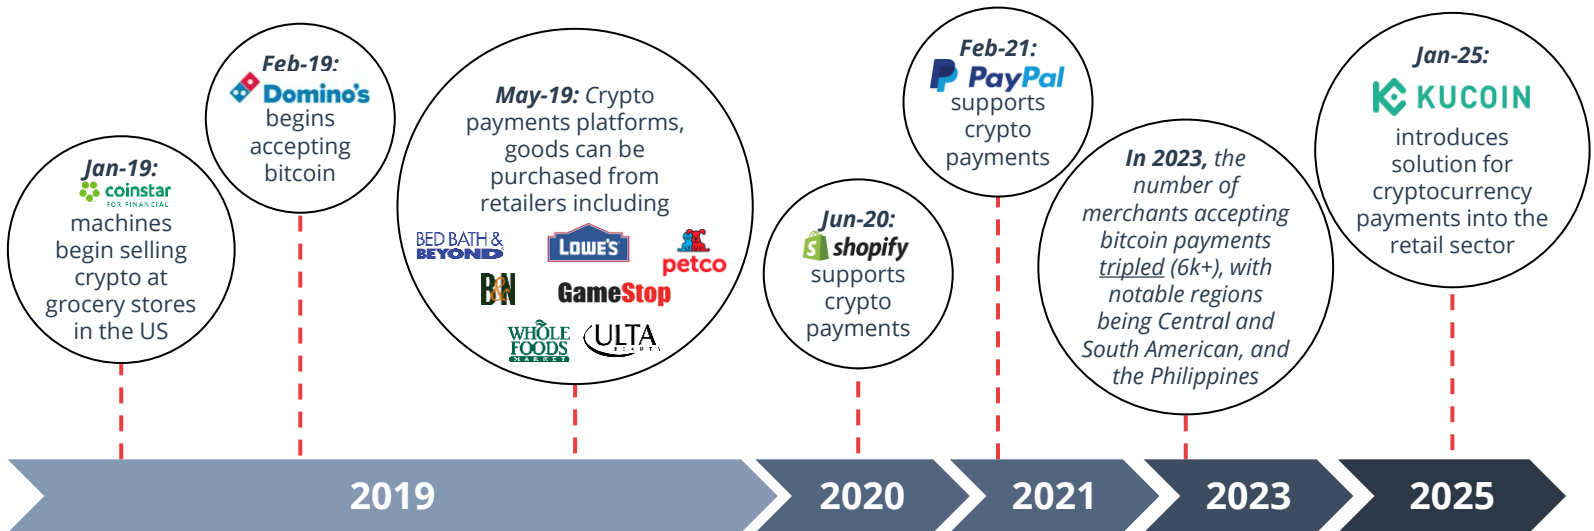 Jan-19:
coinstar
FOR FINANCIAL
machines
begin selling
crypto at
grocery stores
in the US
Feb-19:
Domino's
begins
accepting
bitcoin
May-19: Crypto
payments platforms,
goods can be
purchased from
retailers including
BED BATH &
BEYOND
LOWE'S
petco
B&N
GameStop
WHOLE
FOODS
MARKET
ULTA
BEAUTY
Jun-20:
shopify
supports
crypto
payments
Feb-21:
PayPal
supports
crypto
payments
In 2023, the
number of
merchants accepting
bitcoin payments
tripled (6k+), with
notable regions
being Central and
South American, and
the Philippines
Jan-25:
KUCOIN
introduces
solution for
cryptocurrency
payments into the
retail sector
2019
2020
2021
2023
2025